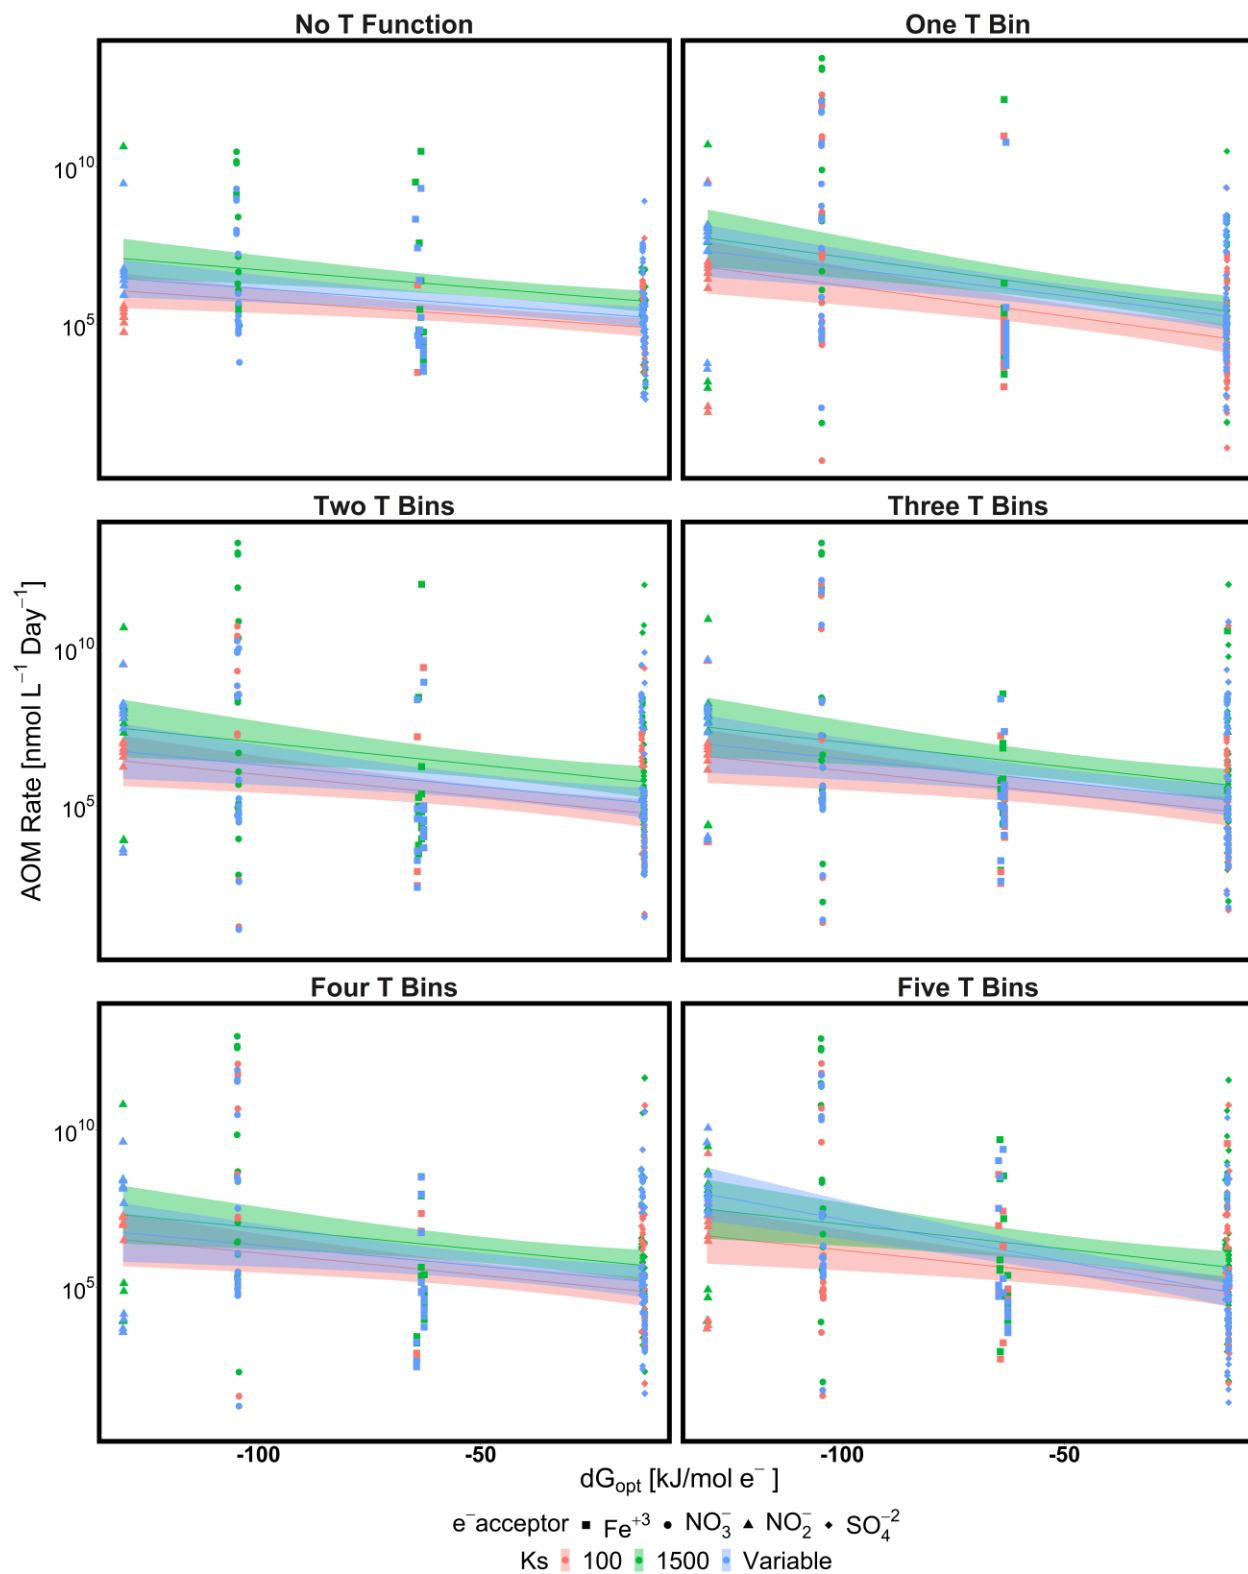 No T Function
One T Bin
10^10
10^5
Two T Bins
Three T Bins
10^10
10^5
AOM Rate [nmol L^−1 Day^−1]
Four T Bins
Five T Bins
10^10
10^5
-100 -50 -100 -50
dG_opt [kJ/mol e^− ]
e^−acceptor Fe^+3 NO_3^− NO_2^− SO_4^−2
Ks 100 1500 Variable